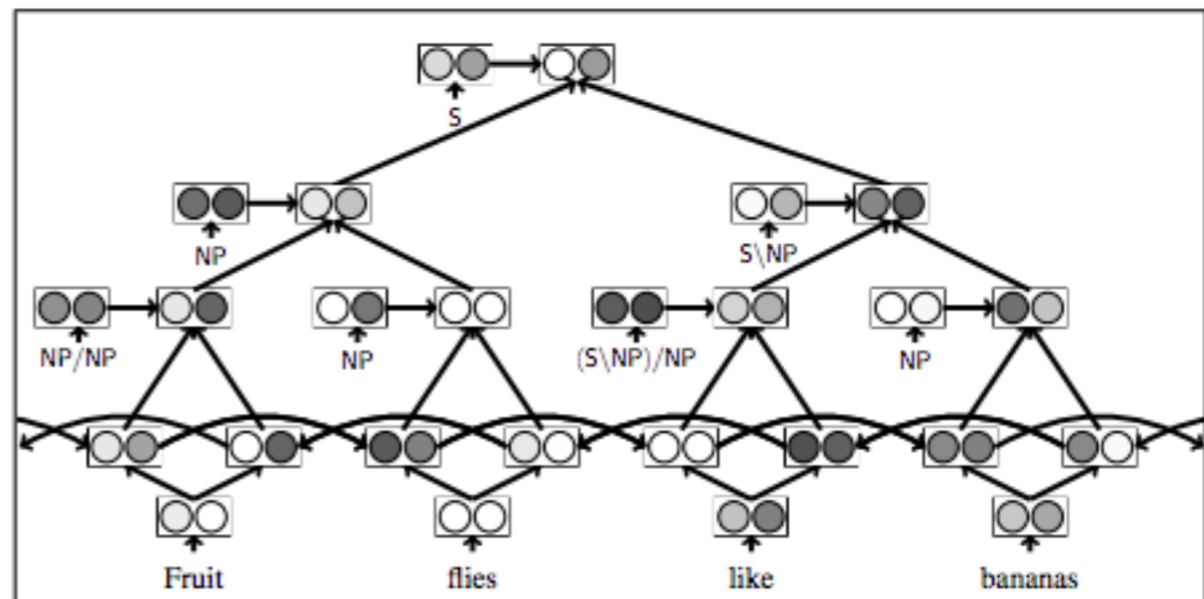 S
NP
S\NP
NP/NP
NP
(S\NP)/NP
NP
Fruit
flies
like
bananas